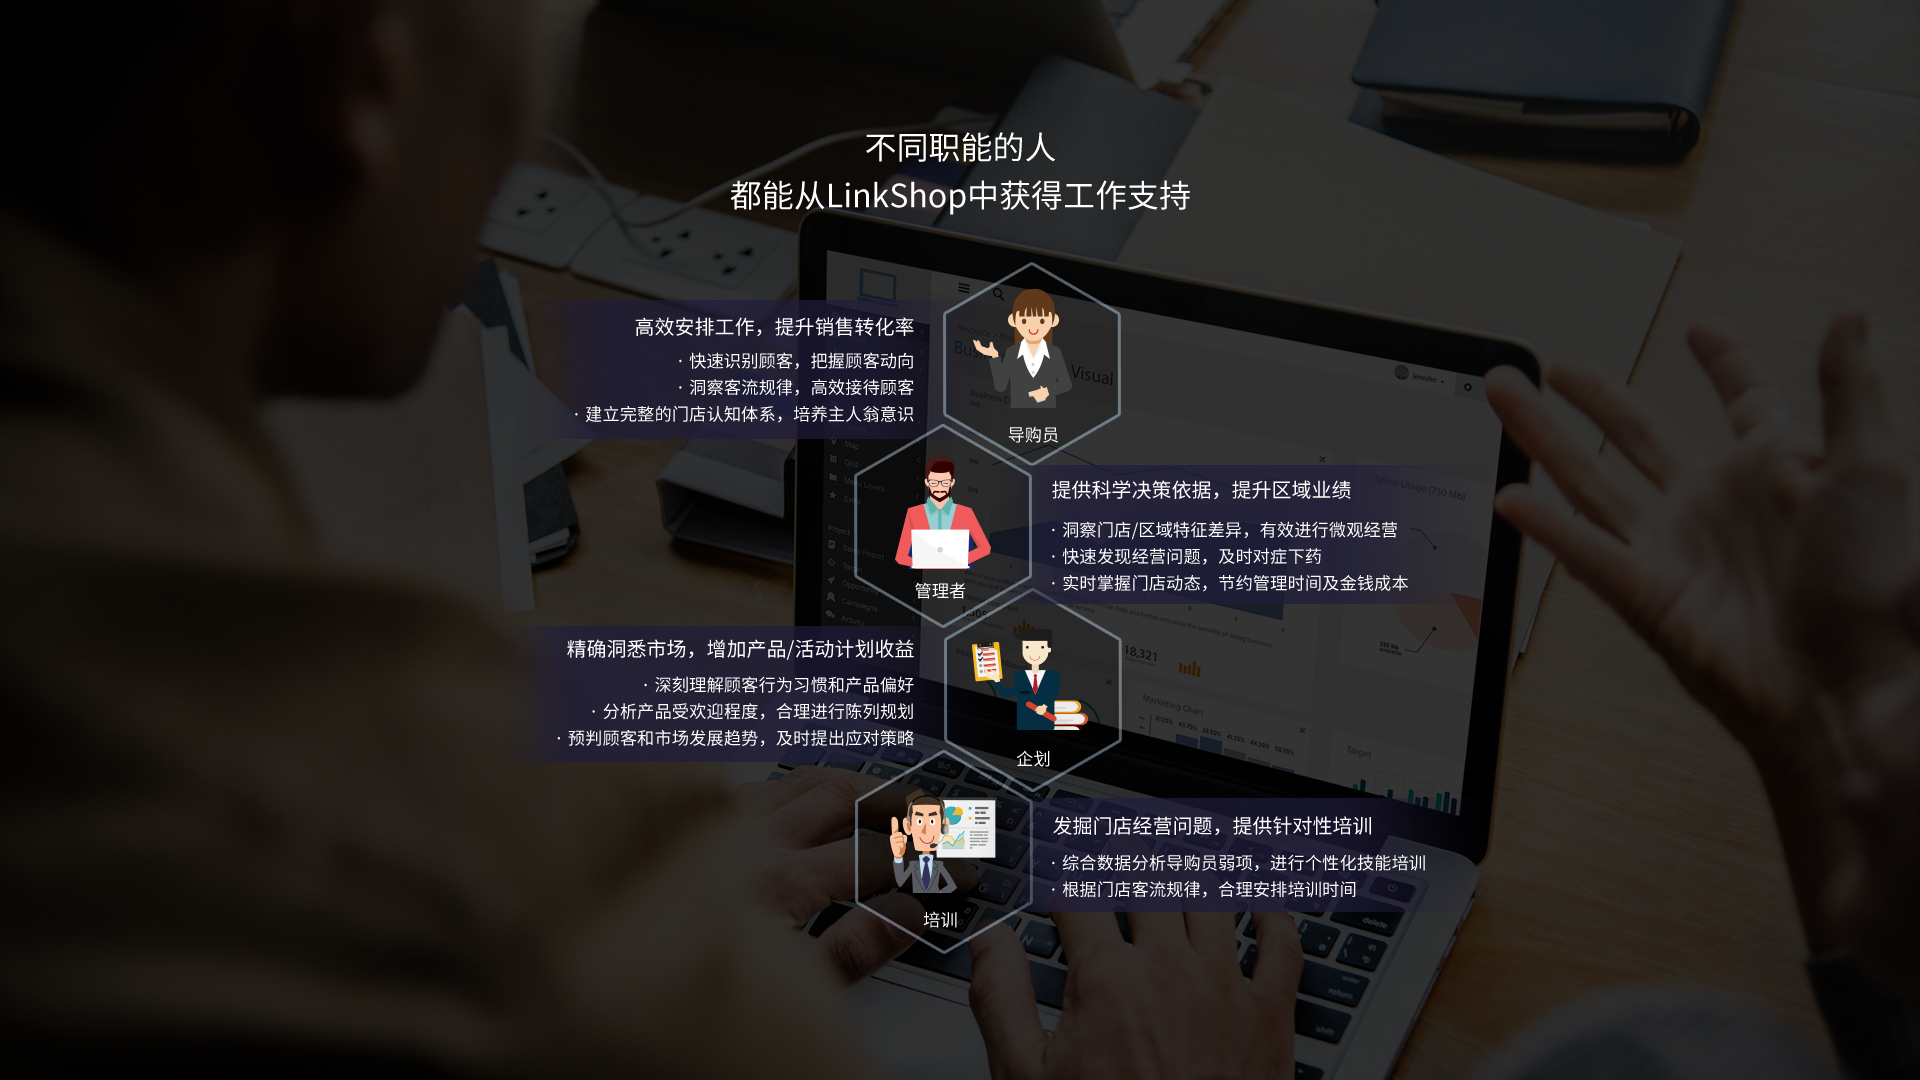 不同职能的人
都能从LinkShop中获得工作支持
高效安排工作，提升销售转化率
· 快速识别顾客，把握顾客动向
· 洞察客流规律，高效接待顾客
· 建立完整的门店认知体系，培养主人翁意识
导购员
提供科学决策依据，提升区域业绩
· 洞察门店/区域特征差异，有效进行微观经营
· 快速发现经营问题，及时对症下药
· 实时掌握门店动态，节约管理时间及金钱成本
管理者
精确洞悉市场，增加产品/活动计划收益
· 深刻理解顾客行为习惯和产品偏好
· 分析产品受欢迎程度，合理进行陈列规划
· 预判顾客和市场发展趋势，及时提出应对策略
企划
发掘门店经营问题，提供针对性培训
· 综合数据分析导购员弱项，进行个性化技能培训
· 根据门店客流规律，合理安排培训时间
培训
Visual
Jennifer
Space Usage (750 Mb)
18,321
Marketing Chart
Target
delete
return
shift